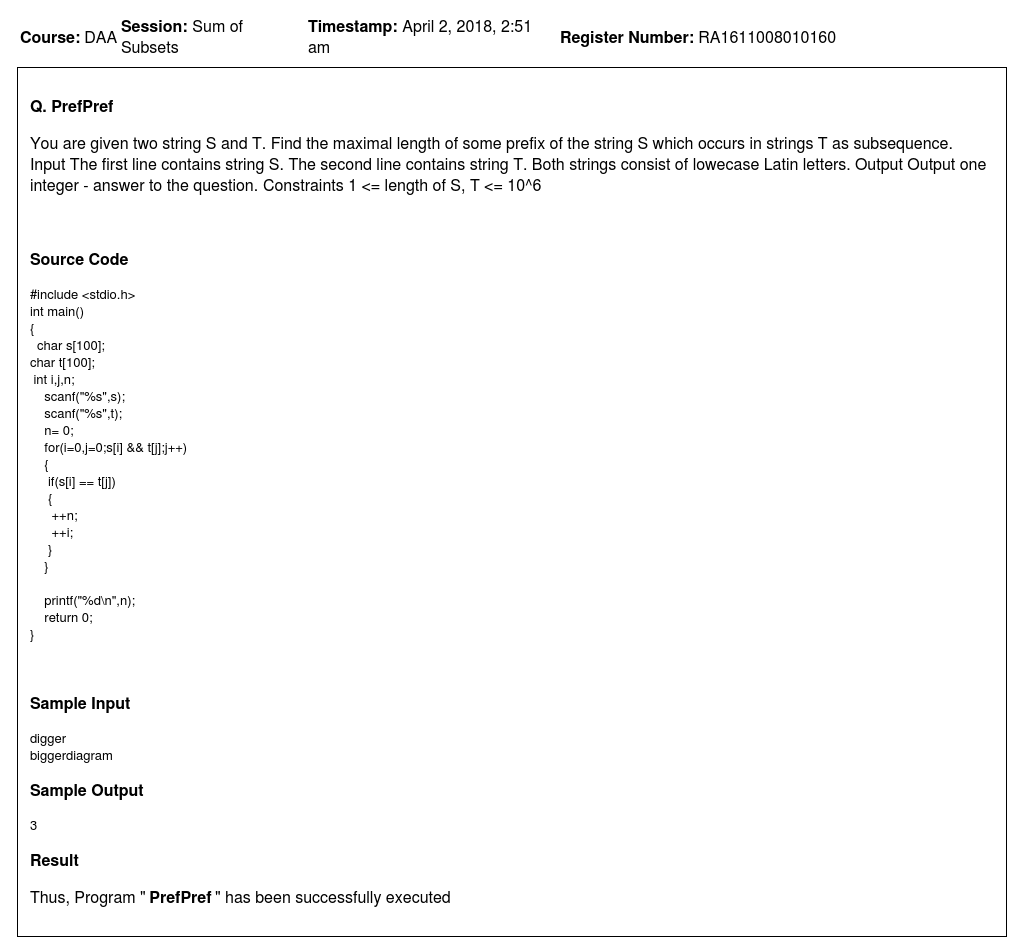 Course: DAA Session: Sum of Subsets Timestamp: April 2, 2018, 2:51 am Register Number: RA1611008010160
Q. PrefPref
You are given two string S and T. Find the maximal length of some prefix of the string S which occurs in strings T as subsequence.
Input The first line contains string S. The second line contains string T. Both strings consist of lowecase Latin letters. Output Output one
integer - answer to the question. Constraints 1 <= length of S, T <= 10^6
Source Code
#include <stdio.h>
int main()
{
  char s[100];
char t[100];
 int i,j,n;
    scanf("%s",s);
    scanf("%s",t);
    n= 0;
    for(i=0,j=0;s[i] && t[j];j++)
    {
     if(s[i] == t[j])
     {
      ++n;
      ++i;
     }
    }
    printf("%d\n",n);
    return 0;
}
Sample Input
digger
biggerdiagram
Sample Output
3
Result
Thus, Program " PrefPref " has been successfully executed